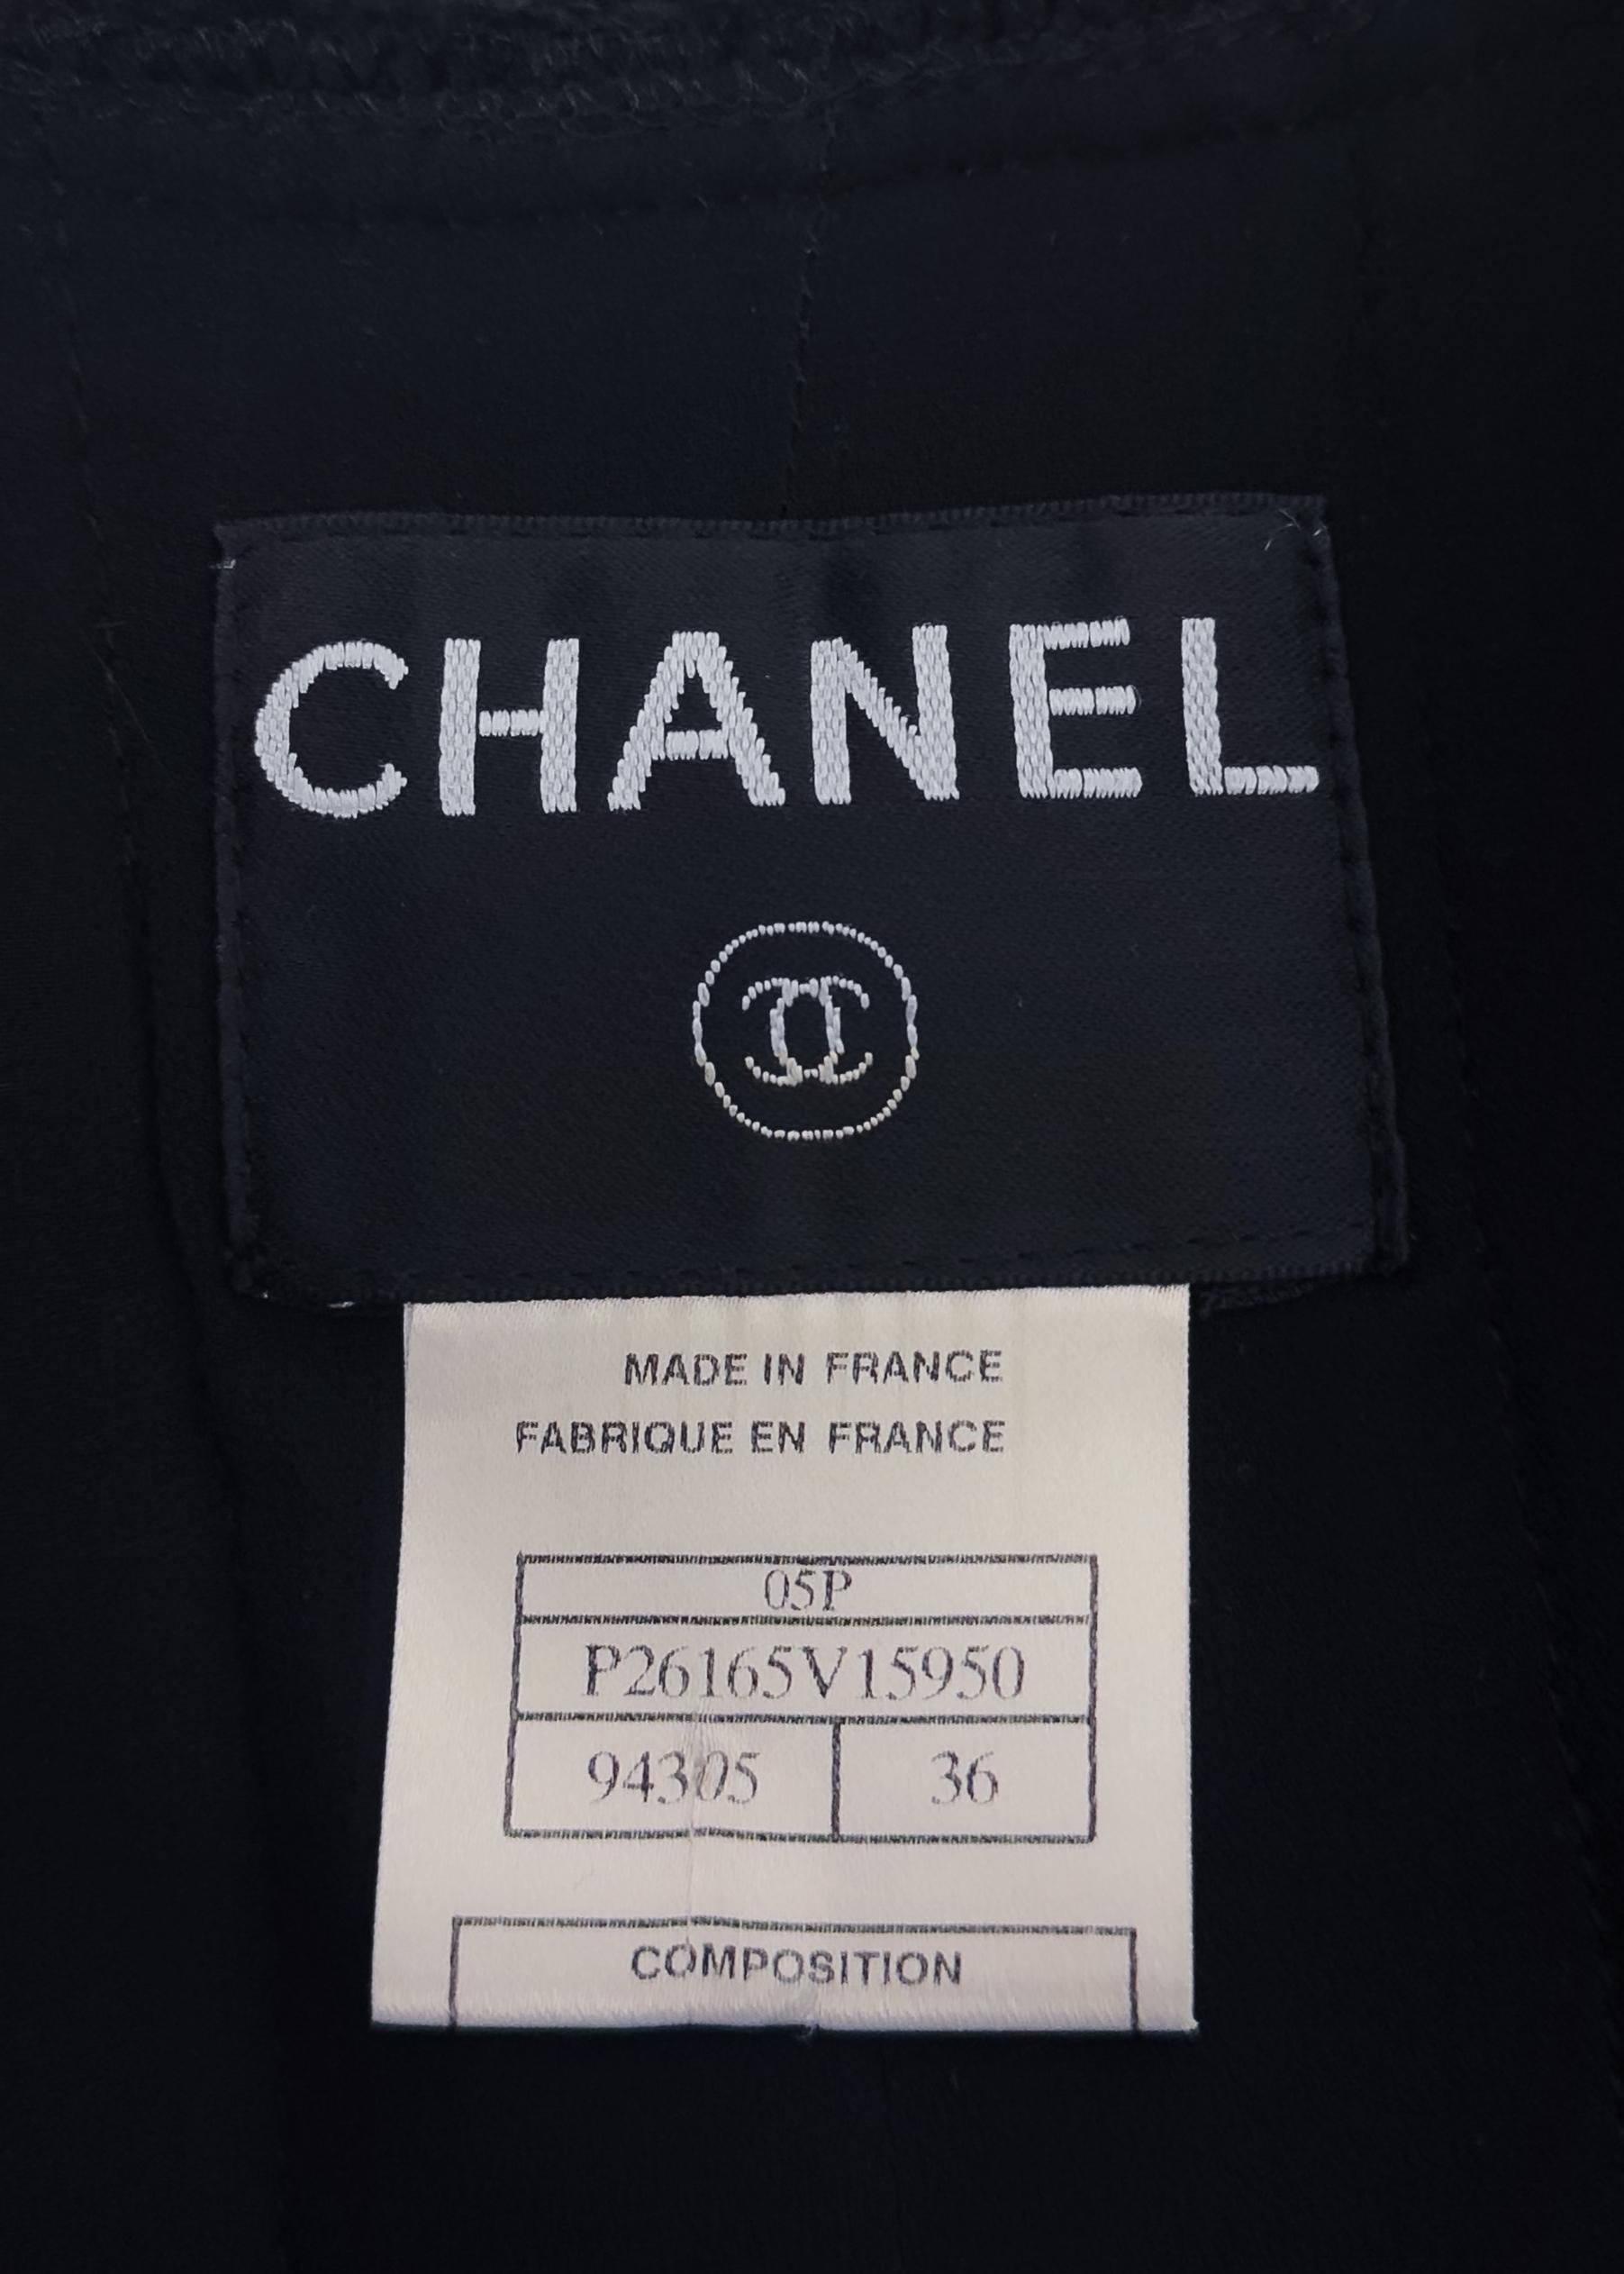 CHANEL
MADE IN FRANCE
FABRIQUE EN FRANCE
05P
P26165V15950
94305 36
COMPOSITION